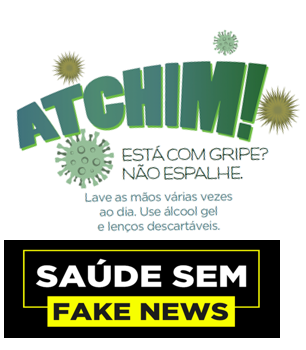 ATCHIM!
ESTÁ COM GRIPE?
NÃO ESPALHE.
Lave as mãos várias vezes
ao dia. Use álcool gel
e lenços descartáveis.
SAÚDE SEM
FAKE NEWS